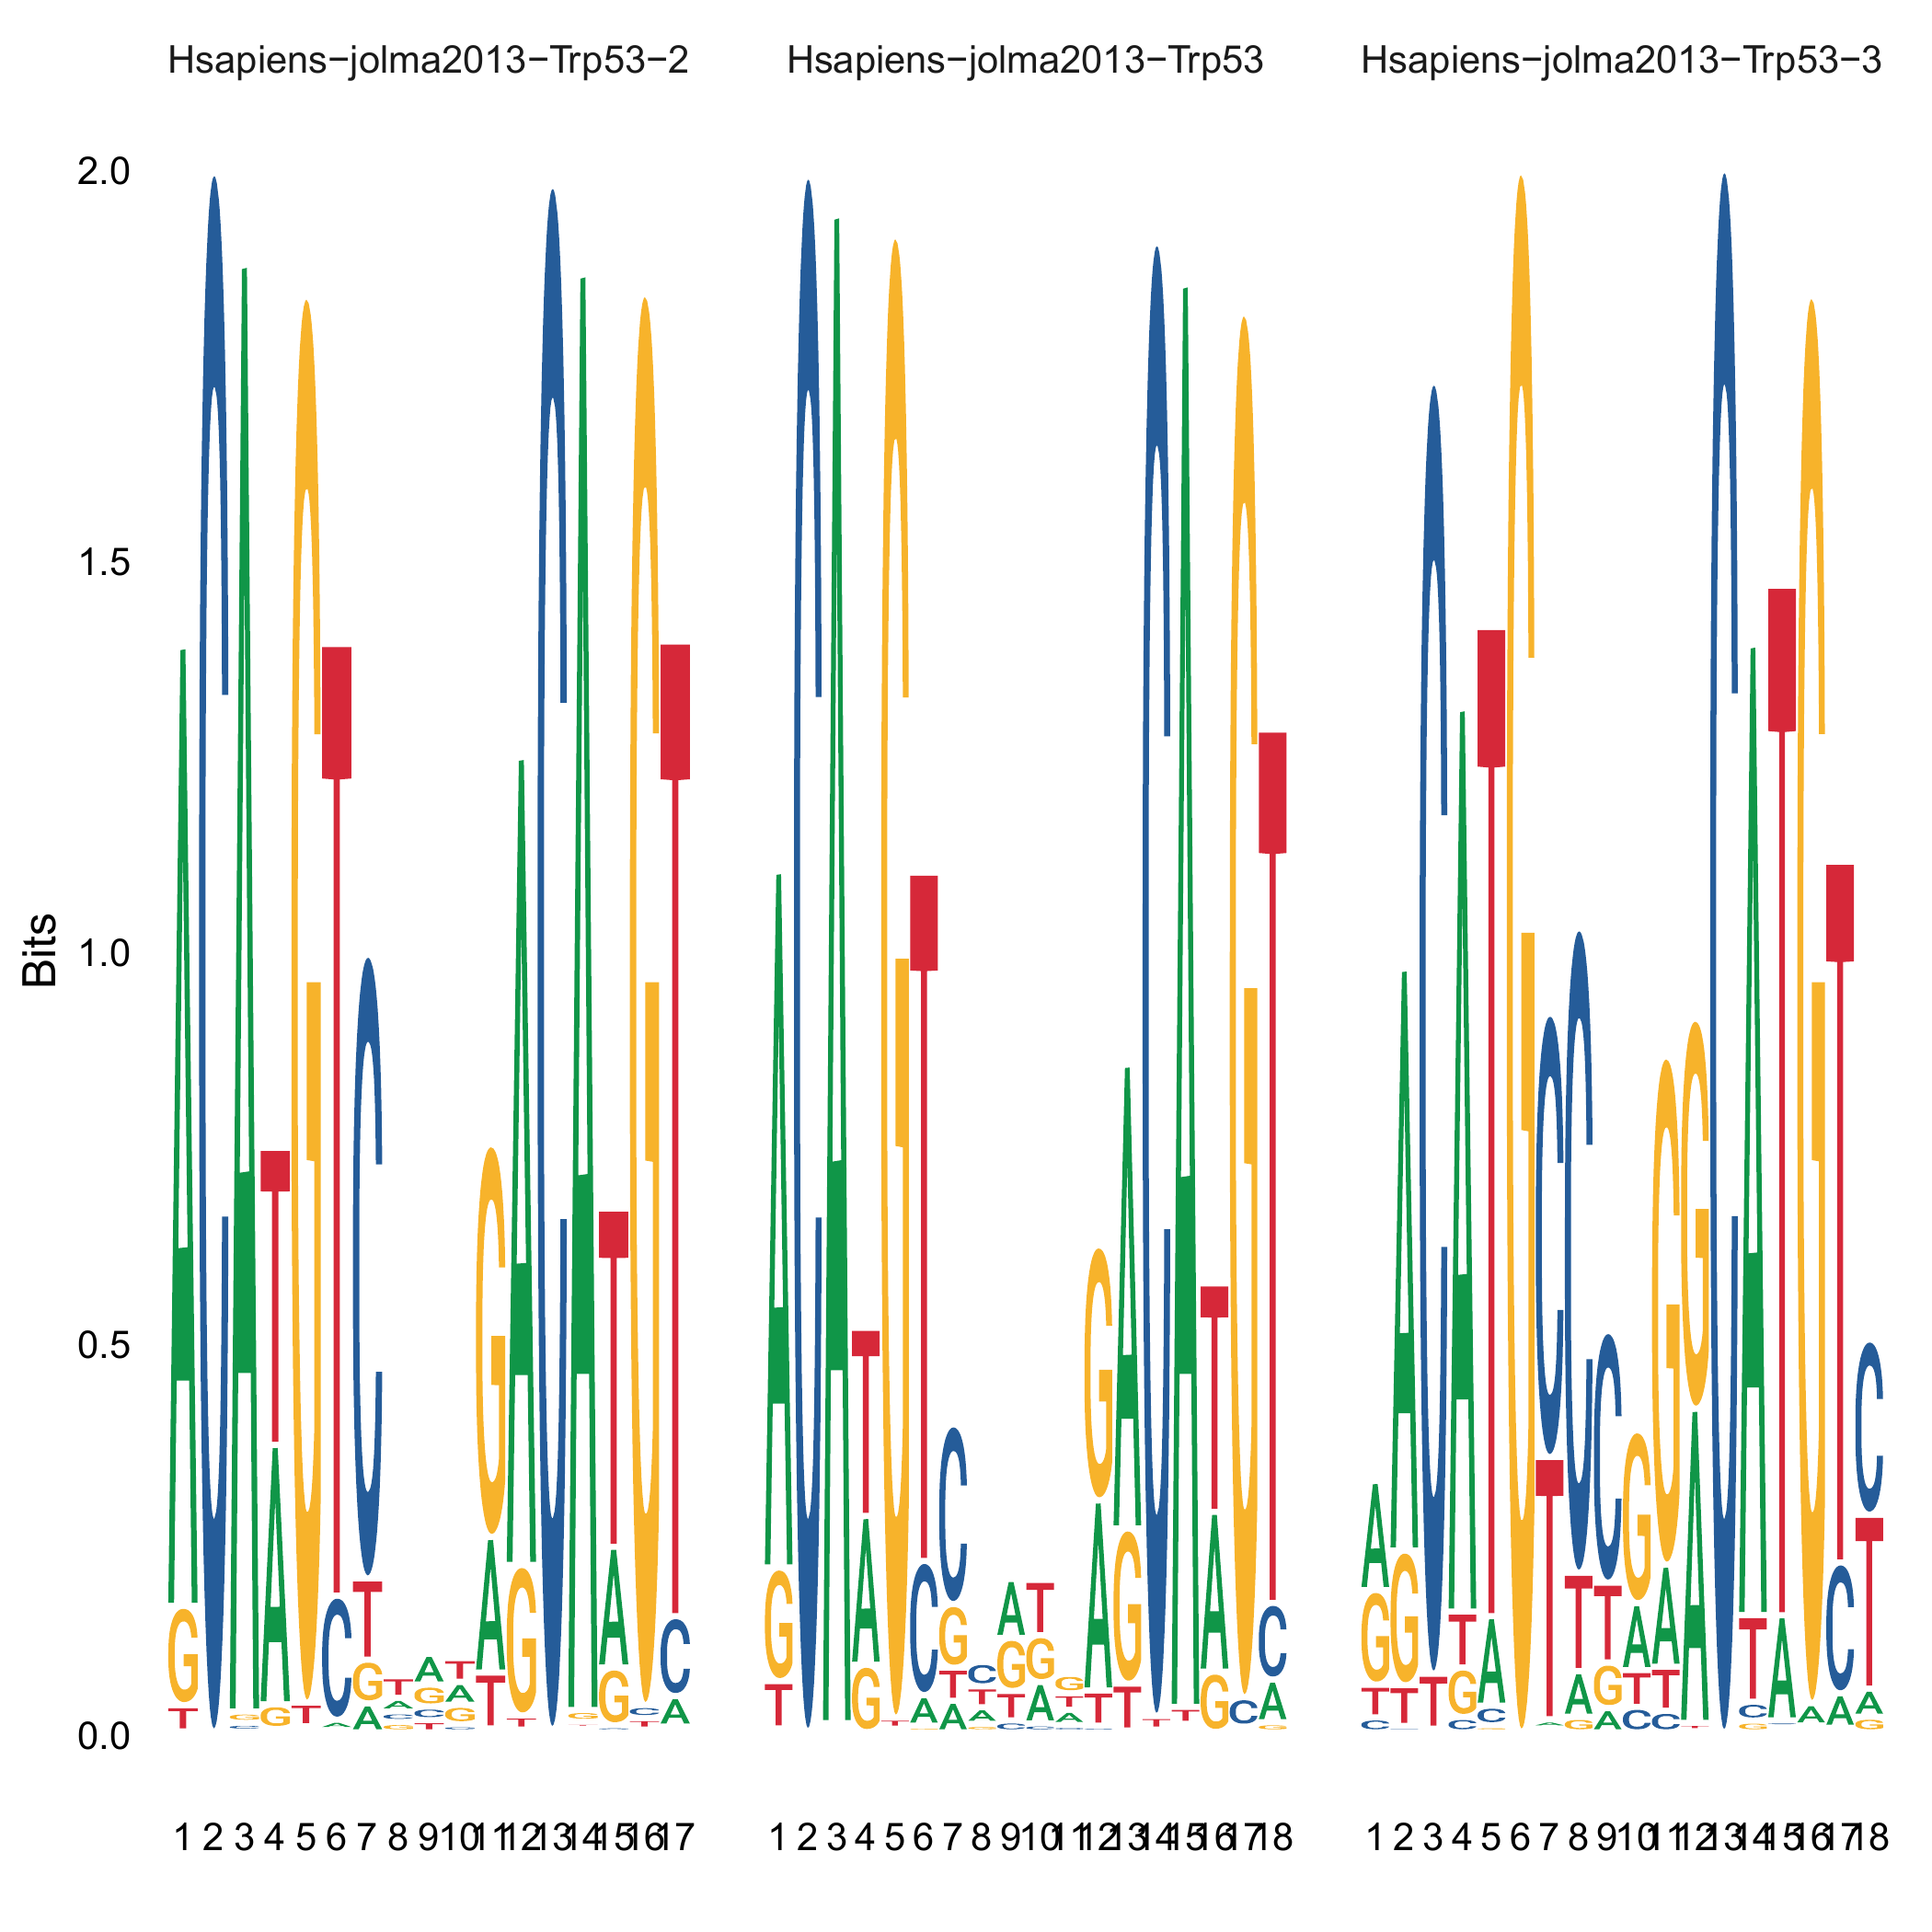 Hsapiens−jolma2013−Trp53−2 Hsapiens−jolma2013−Trp53 Hsapiens−jolma2013−Trp53−3
2.0
1.5
1.0
0.5
0.0
Bits
1 2 3 4 5 6 7 8 9 10 11 12 13 14 15 16 17 1 2 3 4 5 6 7 8 9 10 11 12 13 14 15 16 17 18 1 2 3 4 5 6 7 8 9 10 11 12 13 14 15 16 17 18